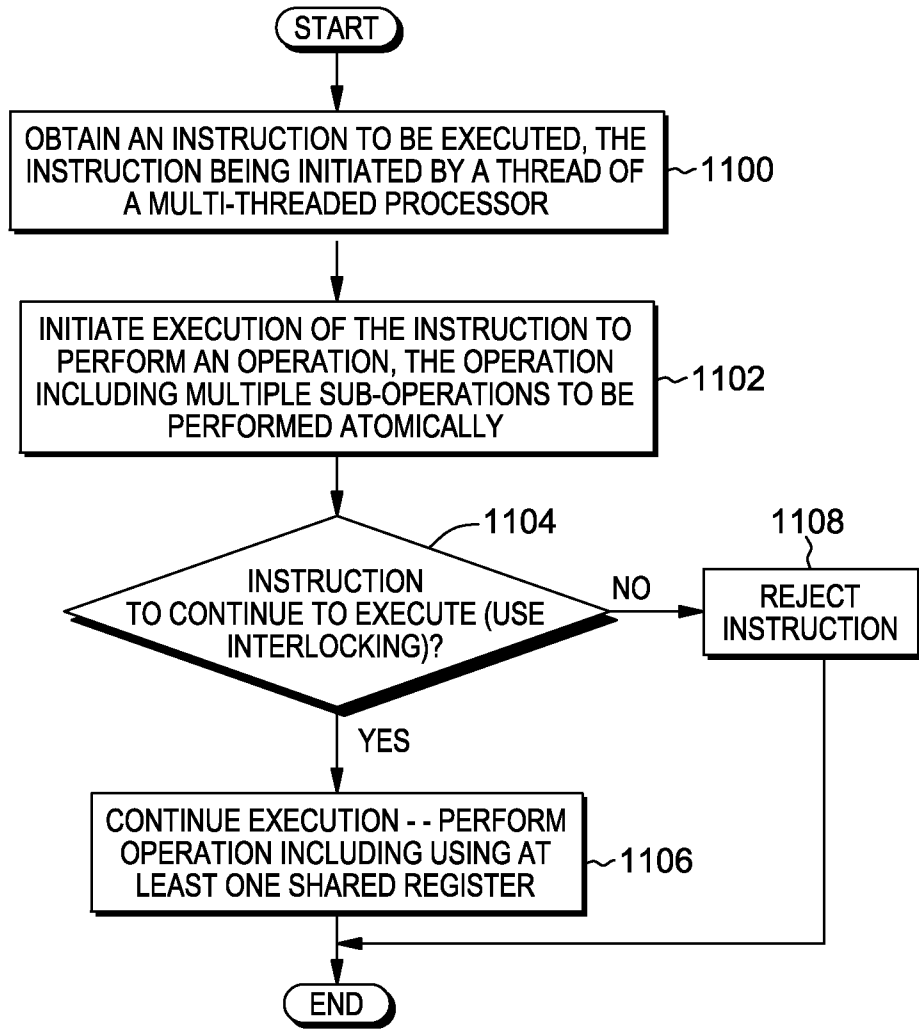 START
OBTAIN AN INSTRUCTION TO BE EXECUTED, THE
INSTRUCTION BEING INITIATED BY A THREAD OF
A MULTI-THREADED PROCESSOR
1100
INITIATE EXECUTION OF THE INSTRUCTION TO
PERFORM AN OPERATION, THE OPERATION
INCLUDING MULTIPLE SUB-OPERATIONS TO BE
PERFORMED ATOMICALLY
1102
1104
INSTRUCTION
TO CONTINUE TO EXECUTE (USE
INTERLOCKING)?
NO
1108
REJECT
INSTRUCTION
YES
CONTINUE EXECUTION - - PERFORM
OPERATION INCLUDING USING AT
LEAST ONE SHARED REGISTER
1106
END